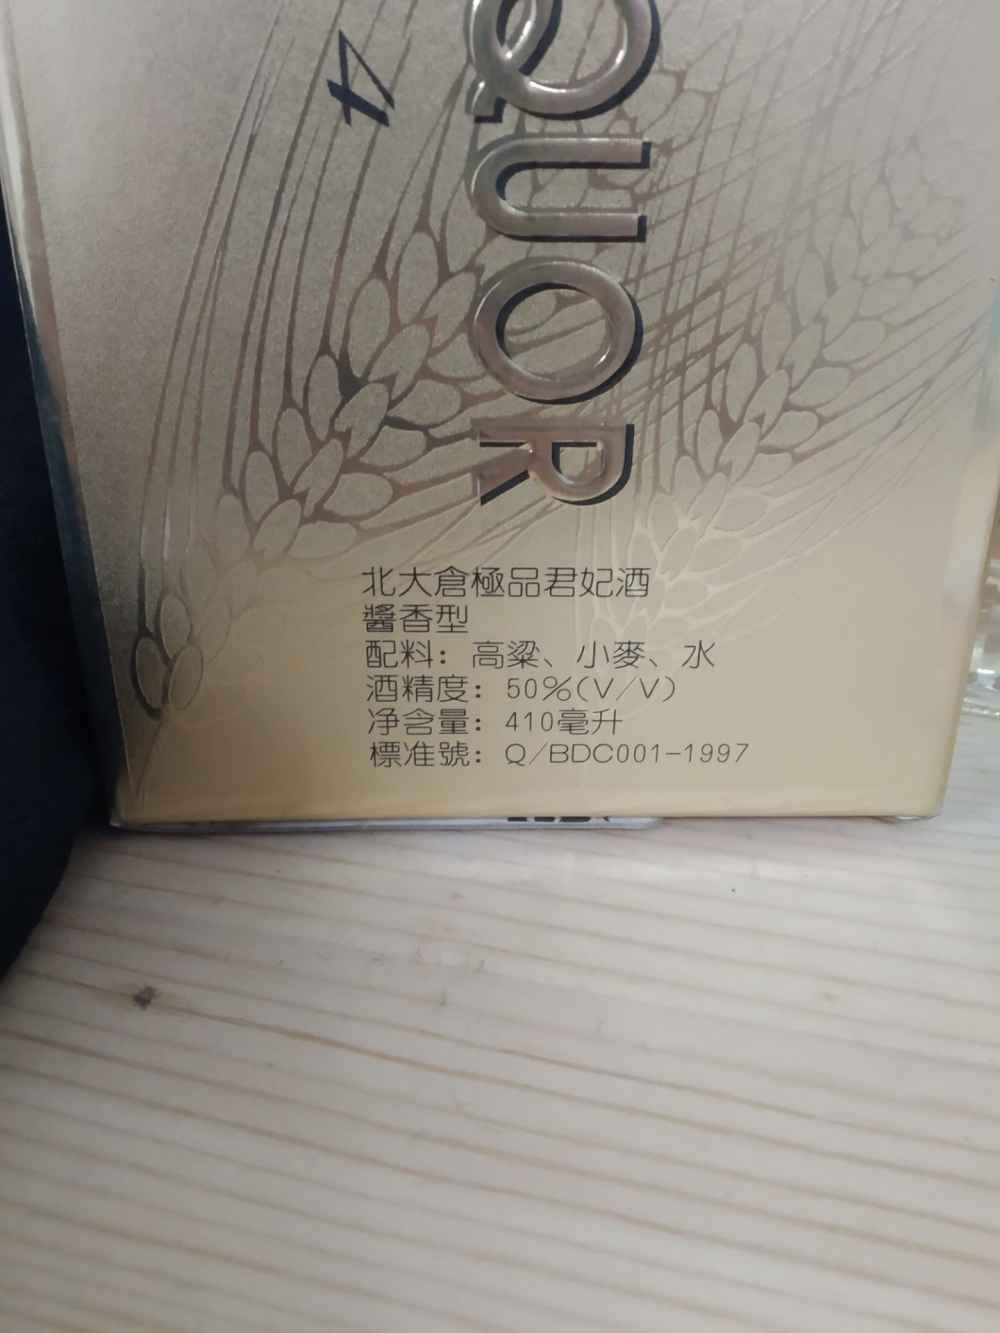 4
QUOR
北大倉極品君妃酒
醬香型
配料：高粱、小麥、水
酒精度：50%(V/V)
净含量：410毫升
標准號：Q/BDC001-1997